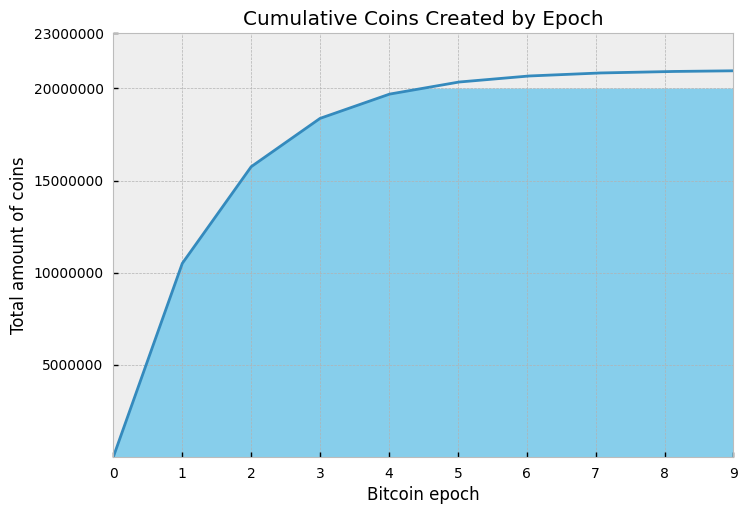 Cumulative Coins Created by Epoch
23000000
20000000
15000000
10000000
5000000
Total amount of coins
0 1 2 3 4 5 6 7 8 9
Bitcoin epoch